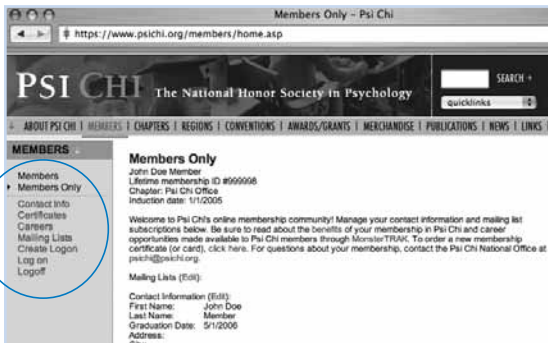 Members Only – Psi Chi
https://www.psichi.org/members/home.asp
PSI CHI The National Honor Society in Psychology
SEARCH
quicklinks
ABOUT PSI CHI | MEMBERS | CHAPTERS | REGIONS | CONVENTIONS | AWARDS/GRANTS | MERCHANDISE | PUBLICATIONS | NEWS | LINKS
MEMBERS
Members
Members Only
Contact Info
Certificates
Careers
Mailing Lists
Create Logon
Log on
Logoff
Members Only
John Doe Member
Lifetime membership ID #999998
Chapter: Psi Chi Office
Induction date: 1/1/2005
Welcome to Psi Chi's online membership community! Manage your contact information and mailing list
subscriptions below. Be sure to read about the benefits of your membership in Psi Chi and career
opportunities made available to Psi Chi members through MonsterTRAK. To order a new membership
certificate (or card), click here. For questions about your membership, contact the Psi Chi National Office at
psichi@psichi.org.
Mailing Lists (Edit):
Contact Information (Edit):
First Name: John Doe
Last Name: Member
Graduation Date: 5/1/2006
Address: